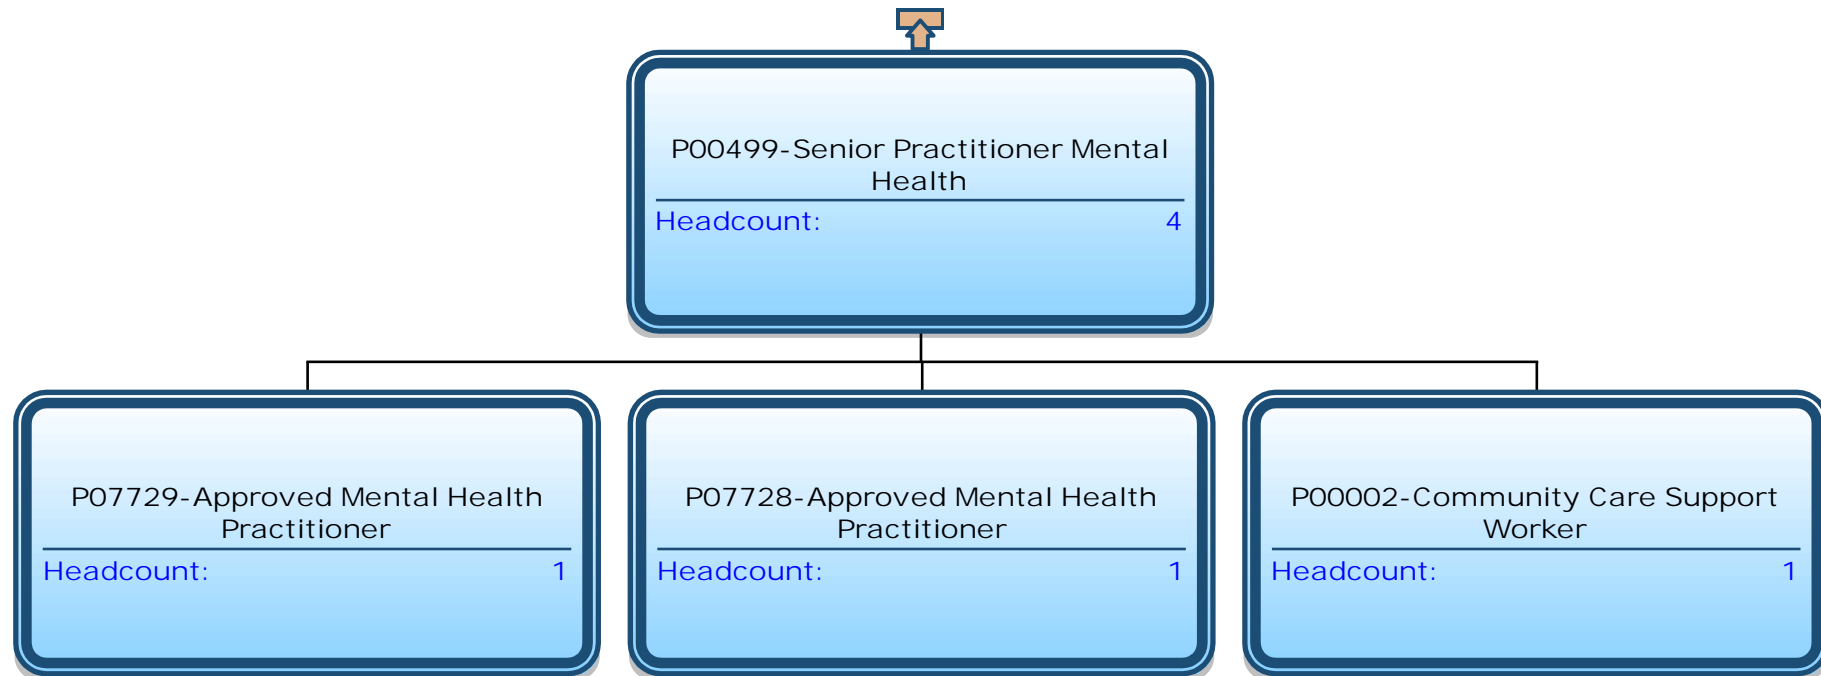 P00499-Senior Practitioner Mental
Health
Headcount: 4
P07729-Approved Mental Health
Practitioner
Headcount: 1
P07728-Approved Mental Health
Practitioner
Headcount: 1
P00002-Community Care Support
Worker
Headcount: 1